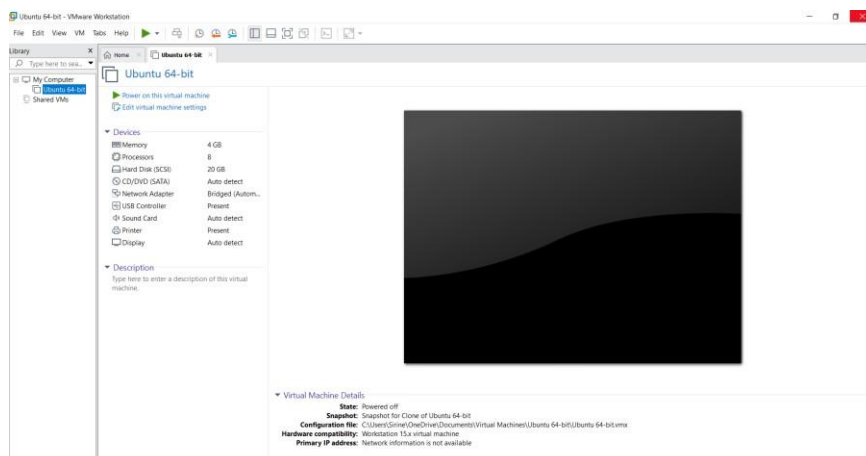 Ubuntu 64-bit - VMware Workstation
File Edit View VM Tabs Help
Library X
Type here to sea...
My Computer
Ubuntu 64-bit
Shared VMs
Home Ubuntu 64-bit
Ubuntu 64-bit
Power on this virtual machine
Edit virtual machine settings
Devices
Memory 4 GB
Processors 8
Hard Disk (SCSI) 20 GB
CD/DVD (SATA) Auto detect
Network Adapter Bridged (Autom...
USB Controller Present
Sound Card Auto detect
Printer Present
Display Auto detect
Description
Type here to enter a description of this virtual
machine.
Virtual Machine Details
State: Powered off
Snapshot: Snapshot for Clone of Ubuntu 64-bit
Configuration file: C:\Users\Sirine\OneDrive\Documents\Virtual Machines\Ubuntu 64-bit\Ubuntu 64-bit.vmx
Hardware compatibility: Workstation 15.x virtual machine
Primary IP address: Network information is not available